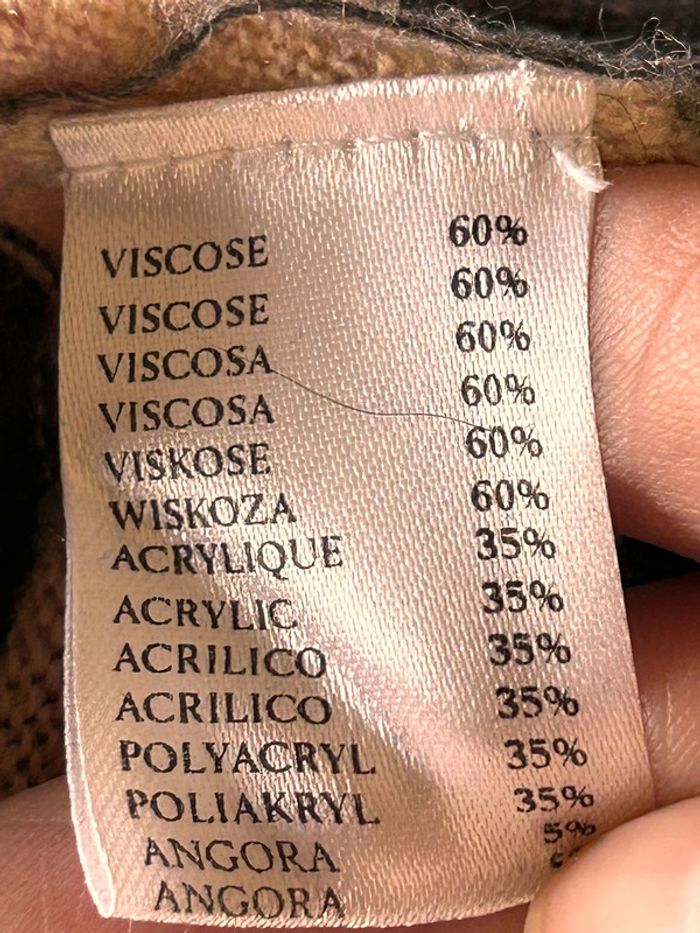 VISCOSE 60%
VISCOSE 60%
VISCOSA 60%
VISCOSA 60%
VISKOSE 60%
WISKOZA 60%
ACRYLIQUE 35%
ACRYLIC 35%
ACRILICO 35%
ACRILICO 35%
POLYACRYL 35%
POLIAKRYL 35%
ANGORA 5%
ANGORA